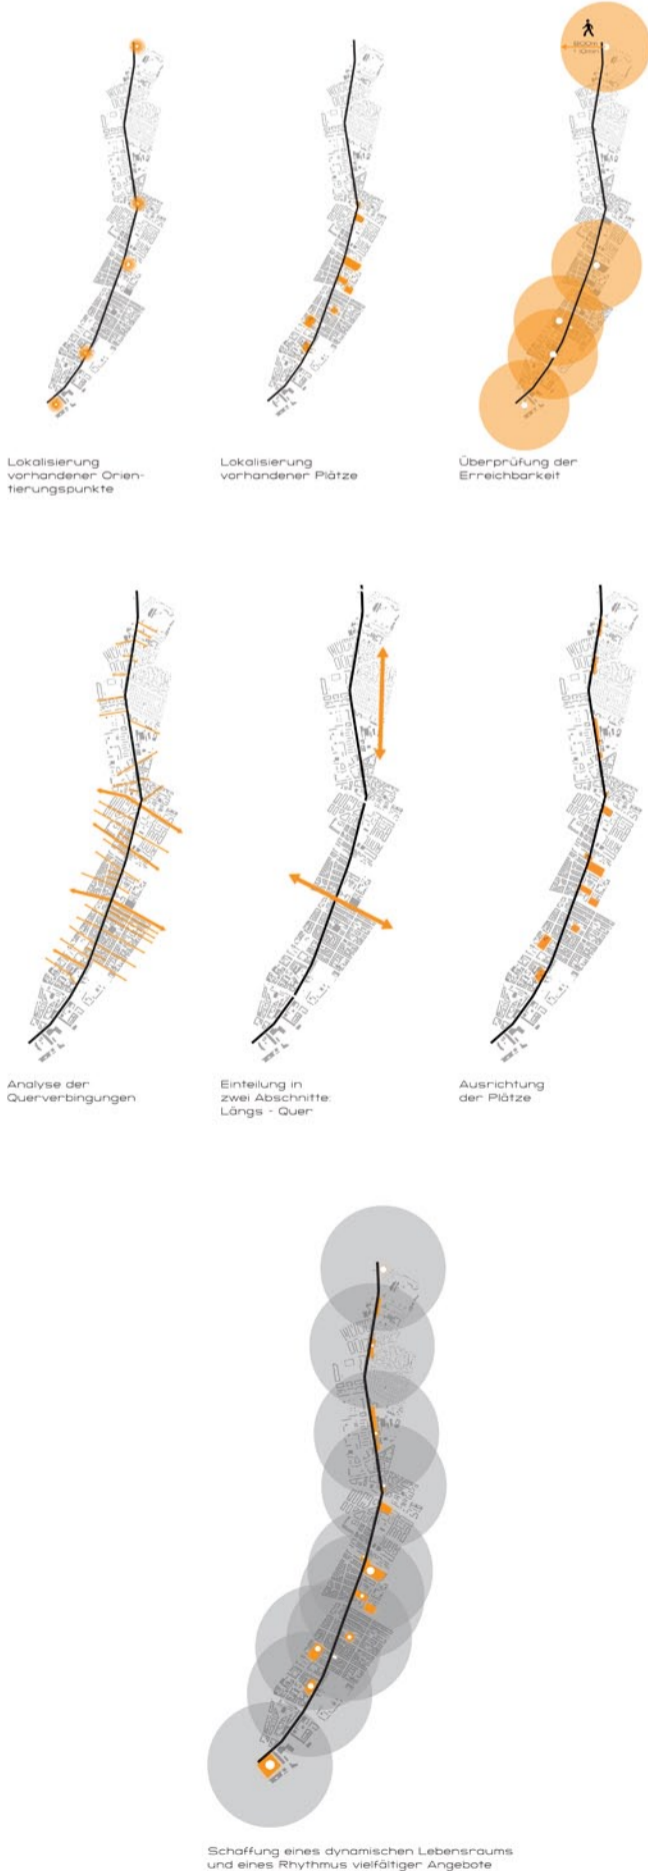 Lokalisierung
vorhandener Orien-
tierungspunkte
Lokalisierung
vorhandener Plätze
Überprüfung der
Erreichbarkeit
Analyse der
Querverbingungen
Einteilung in
zwei Abschnitte:
Längs - Quer
Ausrichtung
der Plätze
Schaffung eines dynamischen Lebensraums
und eines Rhythmus vielfältiger Angebote